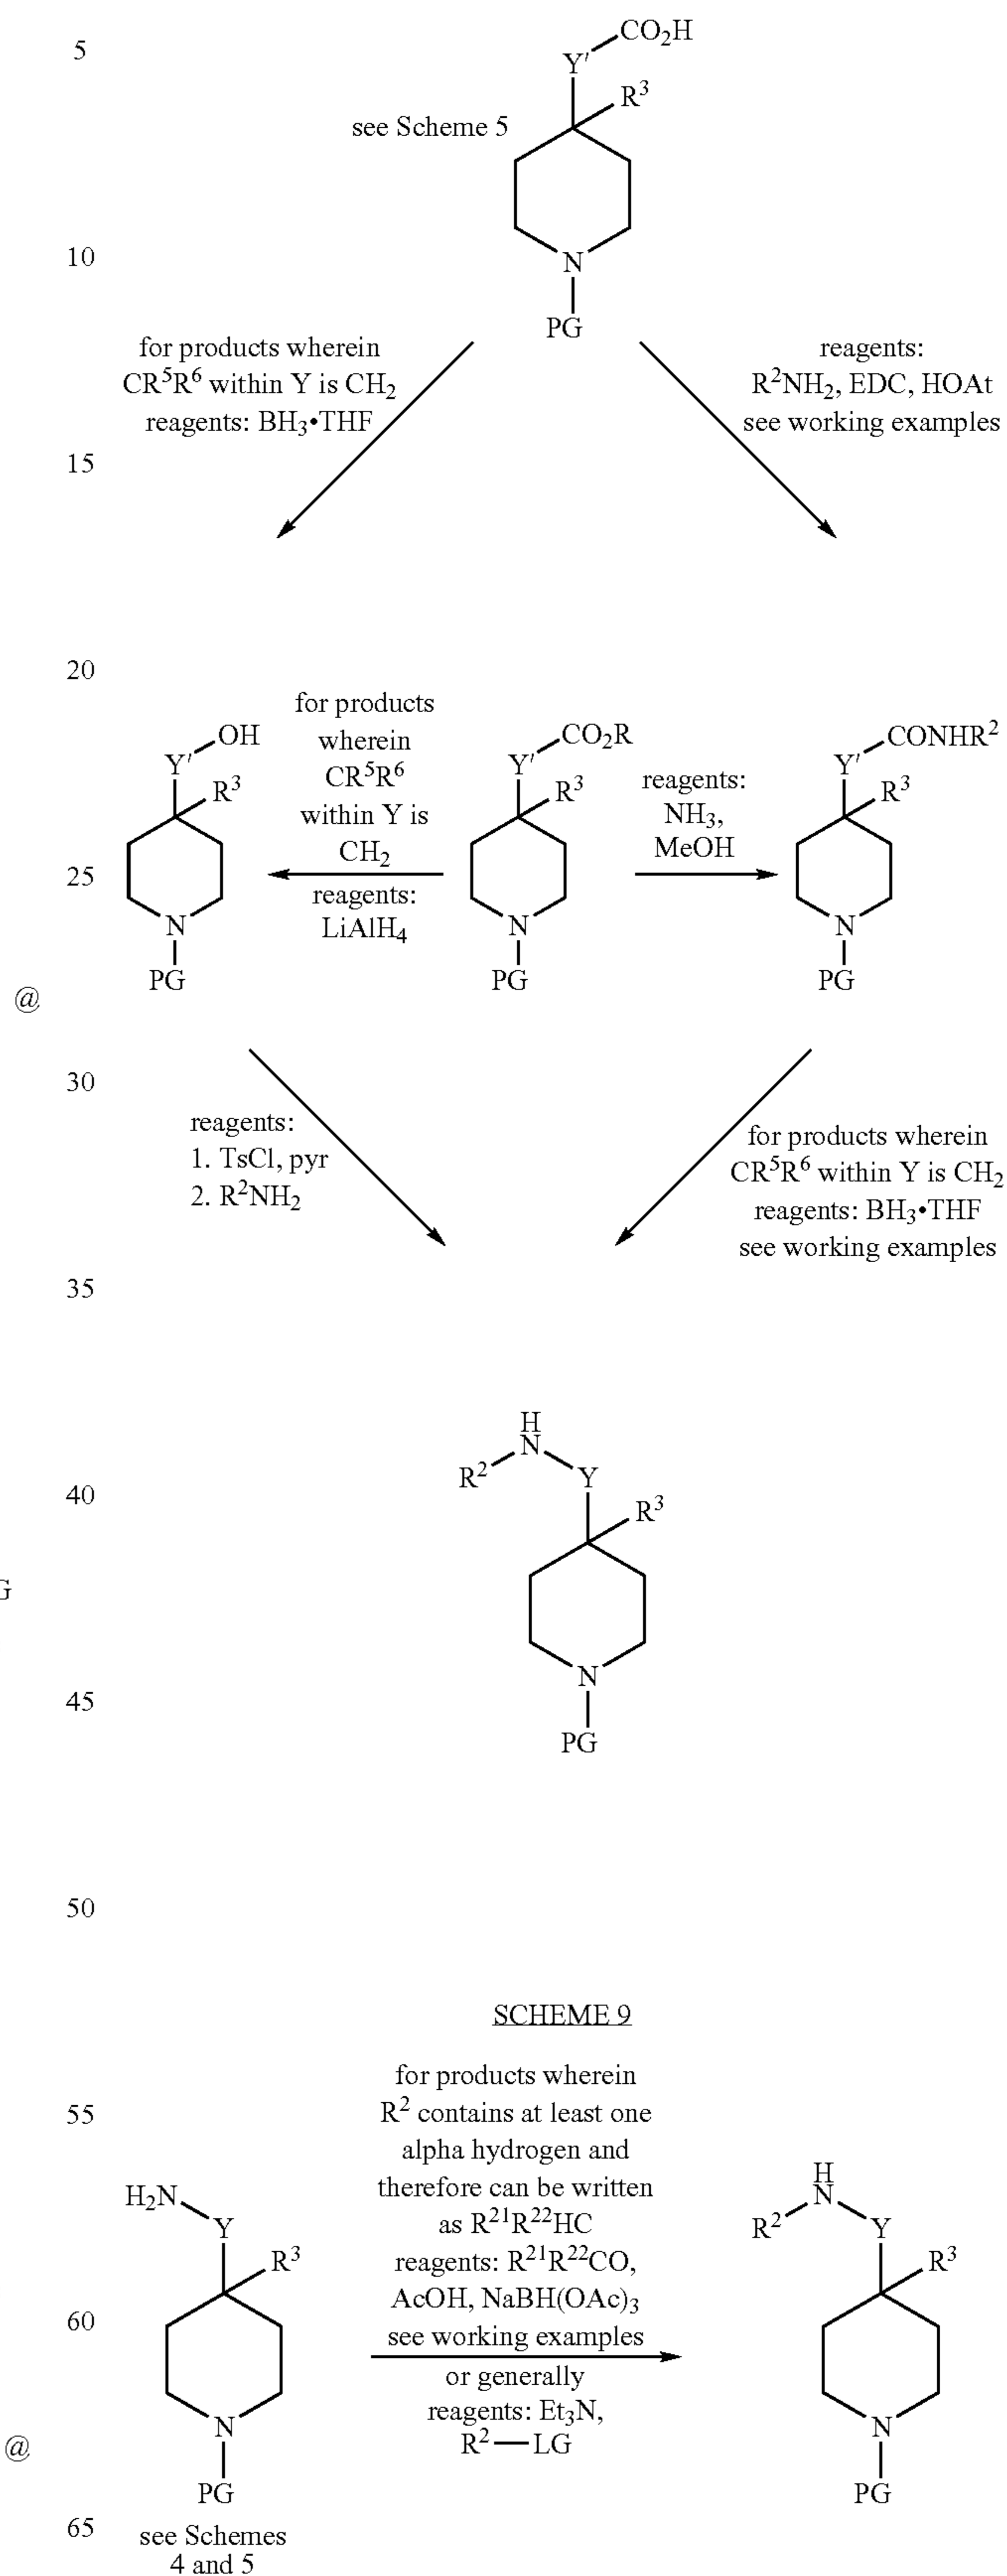 5
CO₂H
Y′
R³
see Scheme 5
10
N
PG
for products wherein
CR⁵R⁶ within Y is CH₂
reagents: BH₃•THF
reagents:
R²NH₂, EDC, HOAt
see working examples
15
20
OH
Y′
R³
N
PG
for products
wherein
CR⁵R⁶
within Y is
CH₂
reagents:
LiAlH₄
CO₂R
Y′
R³
N
PG
reagents:
NH₃,
MeOH
CONHR²
Y′
R³
N
PG
25
@
30
reagents:
1. TsCl, pyr
2. R²NH₂
for products wherein
CR⁵R⁶ within Y is CH₂
reagents: BH₃•THF
see working examples
35
H
N
R²
Y
40
R³
G
N
45
PG
50
SCHEME 9
for products wherein
55
R² contains at least one
alpha hydrogen and
therefore can be written
as R²¹R²²HC
reagents: R²¹R²²CO,
AcOH, NaBH(OAc)₃
60
see working examples
or generally
reagents: Et₃N,
R²—LG
H₂N
Y
R³
N
@
PG
65
see Schemes
4 and 5
H
N
R²
Y
R³
N
PG